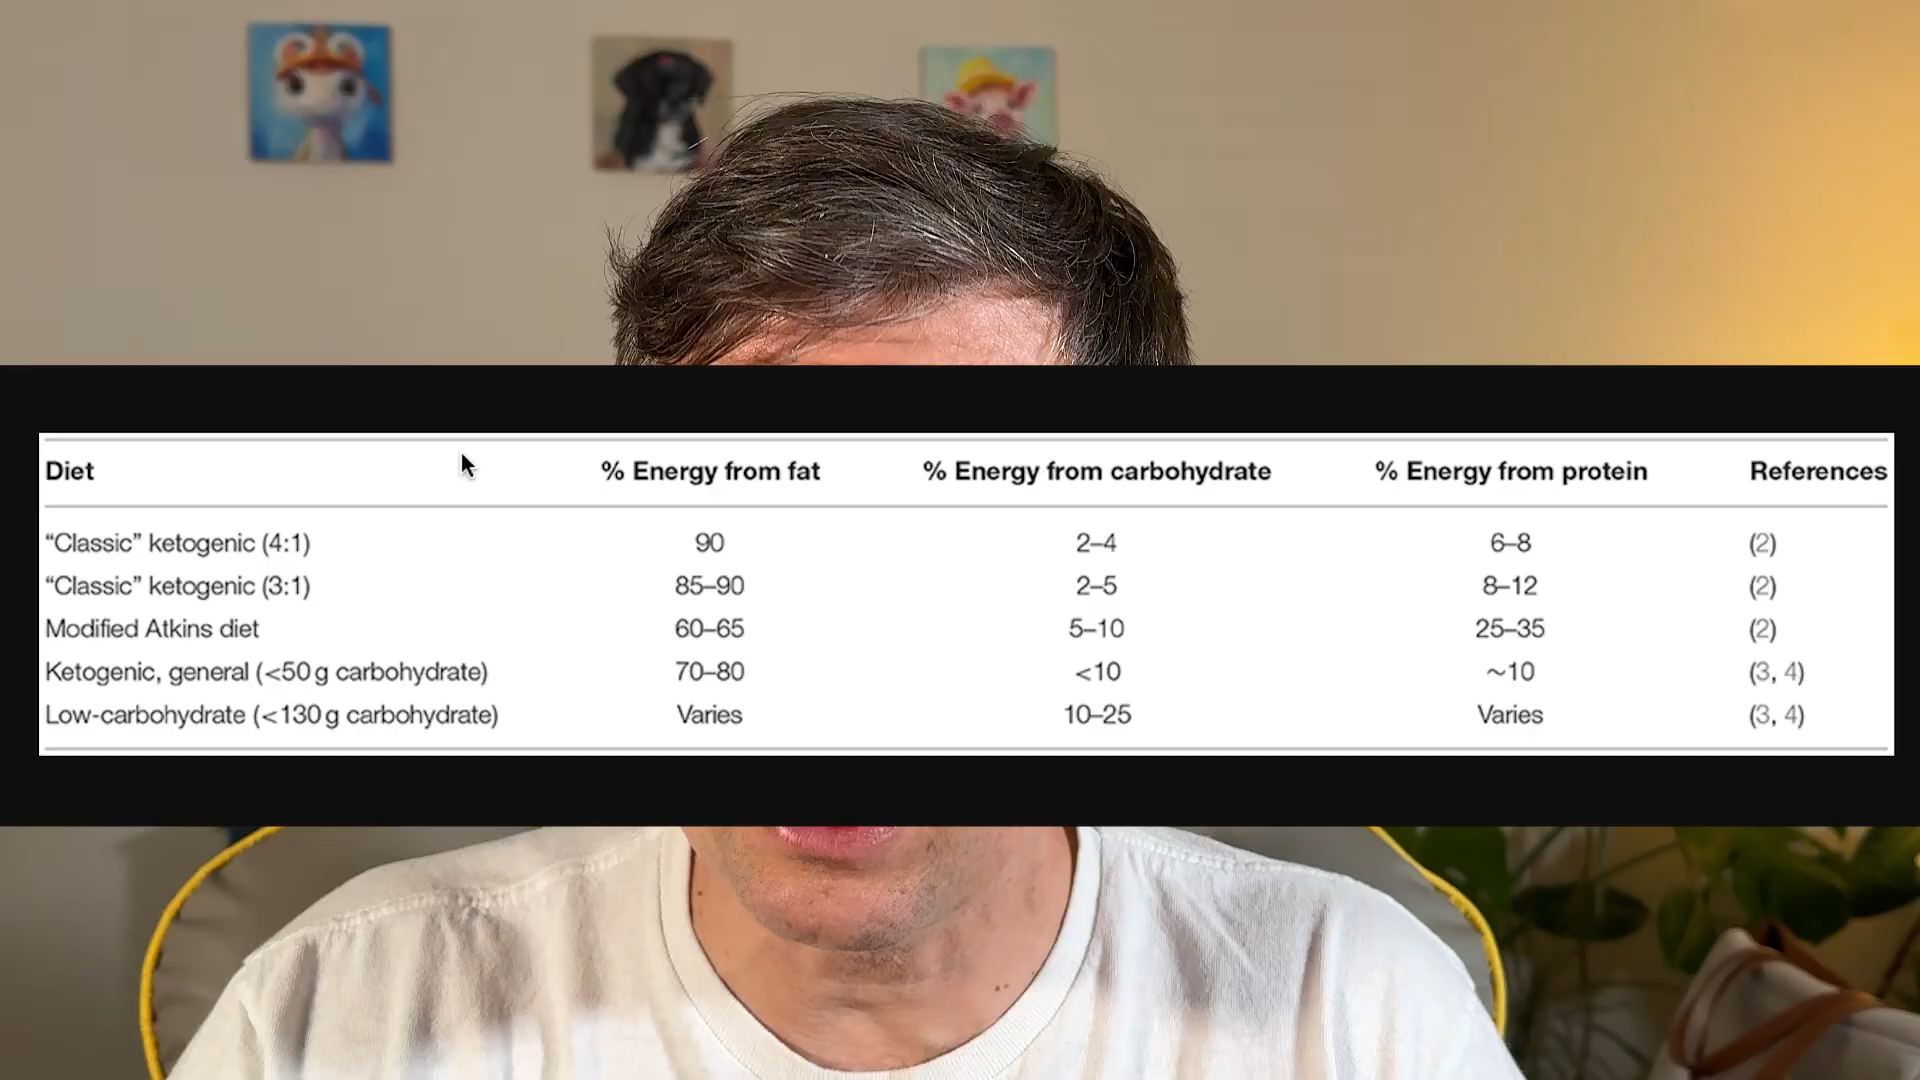 Diet % Energy from fat % Energy from carbohydrate % Energy from protein References
“Classic” ketogenic (4:1) 90 2–4 6–8 (2)
“Classic” ketogenic (3:1) 85–90 2–5 8–12 (2)
Modified Atkins diet 60–65 5–10 25–35 (2)
Ketogenic, general (<50 g carbohydrate) 70–80 <10 ~10 (3, 4)
Low-carbohydrate (<130 g carbohydrate) Varies 10–25 Varies (3, 4)